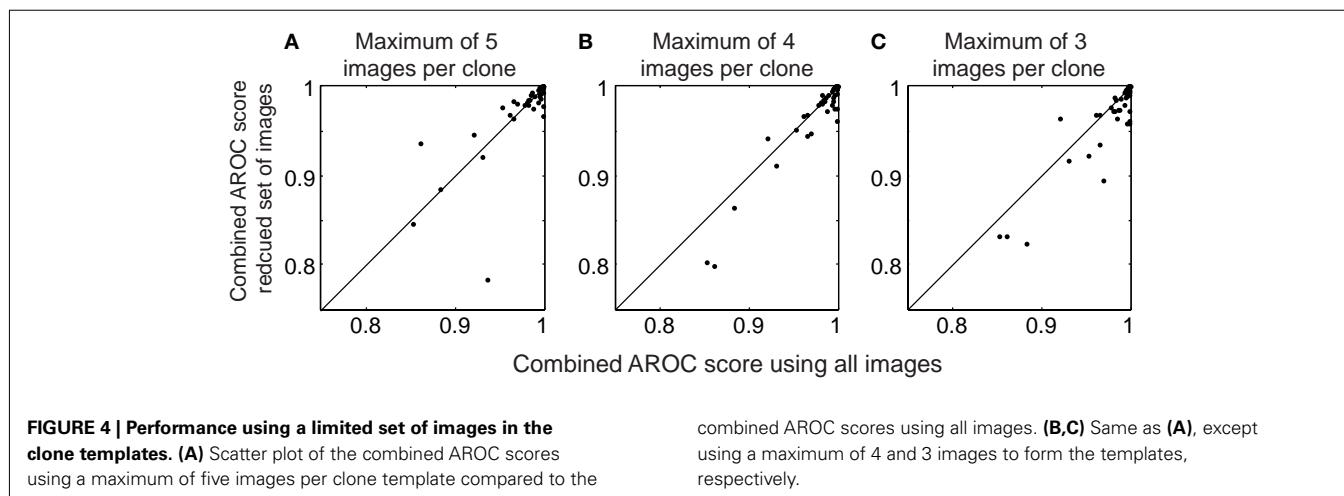 A
Maximum of 5
images per clone
B
Maximum of 4
images per clone
C
Maximum of 3
images per clone
Combined AROC score
redcued set of images
1
0.9
0.8
0.8
0.9
1
1
0.9
0.8
0.8
0.9
1
1
0.9
0.8
0.8
0.9
1
Combined AROC score using all images
FIGURE 4 | Performance using a limited set of images in the
clone templates. (A) Scatter plot of the combined AROC scores
using a maximum of five images per clone template compared to the
combined AROC scores using all images. (B,C) Same as (A), except
using a maximum of 4 and 3 images to form the templates,
respectively.